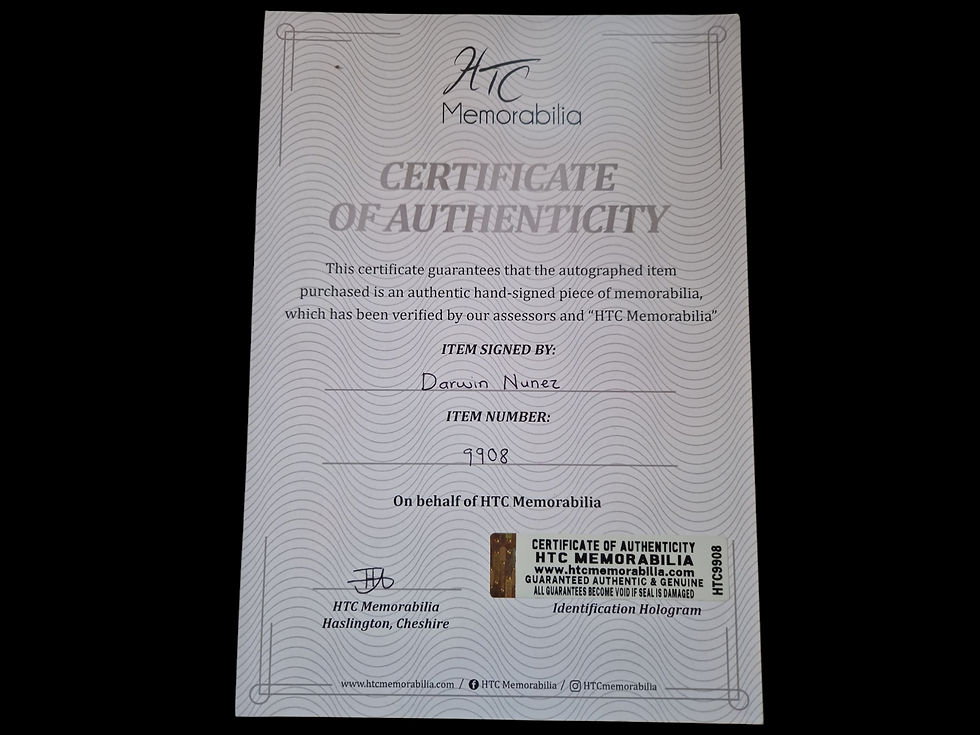 HTC
Memorabilia
CERTIFICATE
OF AUTHENTICITY
This certificate guarantees that the autographed item
purchased is an authentic hand-signed piece of memorabilia,
which has been verified by our assessors and “HTC Memorabilia”
ITEM SIGNED BY:
Darwin Nunez
ITEM NUMBER:
9908
On behalf of HTC Memorabilia
CERTIFICATE OF AUTHENTICITY
HTC MEMORABILIA
www.htcmemorabilia.com
GUARANTEED AUTHENTIC & GENUINE
ALL GUARANTEES BECOME VOID IF SEAL IS DAMAGED
HTC9908
HTC Memorabilia
Haslington, Cheshire
Identification Hologram
www.htcmemorabilia.com / HTC Memorabilia / HTCmemorabilia